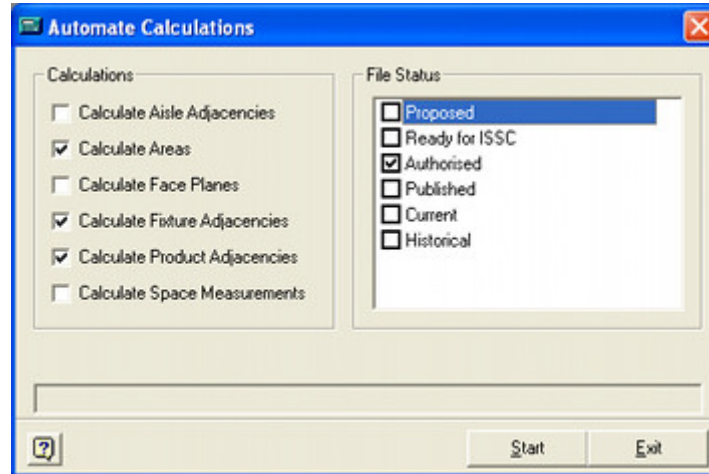 Automate Calculations
Calculations
Calculate Aisle Adjacencies
Calculate Areas
Calculate Face Planes
Calculate Fixture Adjacencies
Calculate Product Adjacencies
Calculate Space Measurements
File Status
Proposed
Ready for ISSC
Authorised
Published
Current
Historical
?
Start
Exit